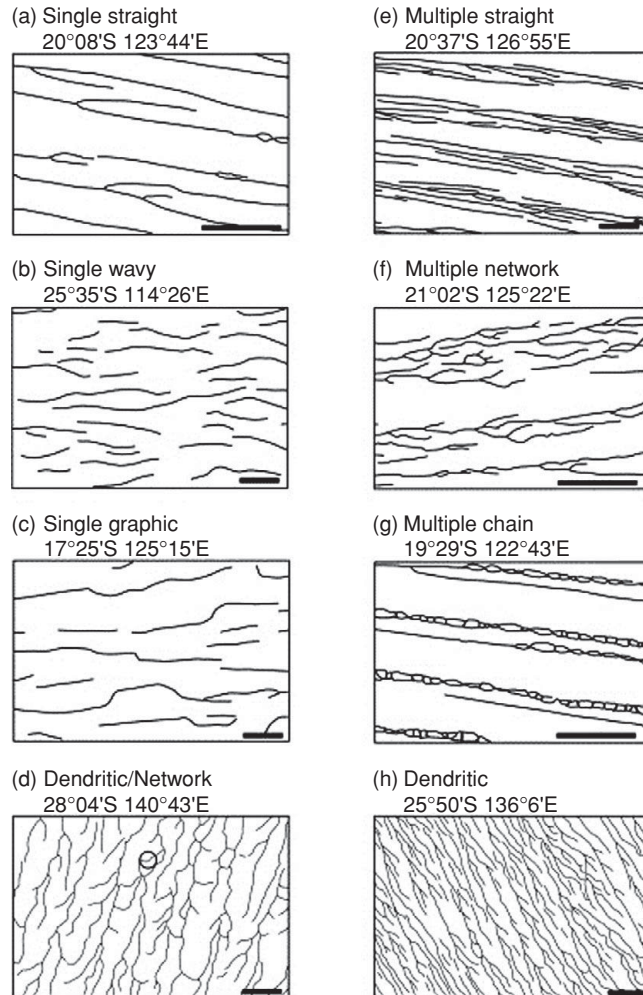 (a) Single straight
20°08'S 123°44'E
(b) Single wavy
25°35'S 114°26'E
(c) Single graphic
17°25'S 125°15'E
(d) Dendritic/Network
28°04'S 140°43'E
(e) Multiple straight
20°37'S 126°55'E
(f) Multiple network
21°02'S 125°22'E
(g) Multiple chain
19°29'S 122°43'E
(h) Dendritic
25°50'S 136°6'E